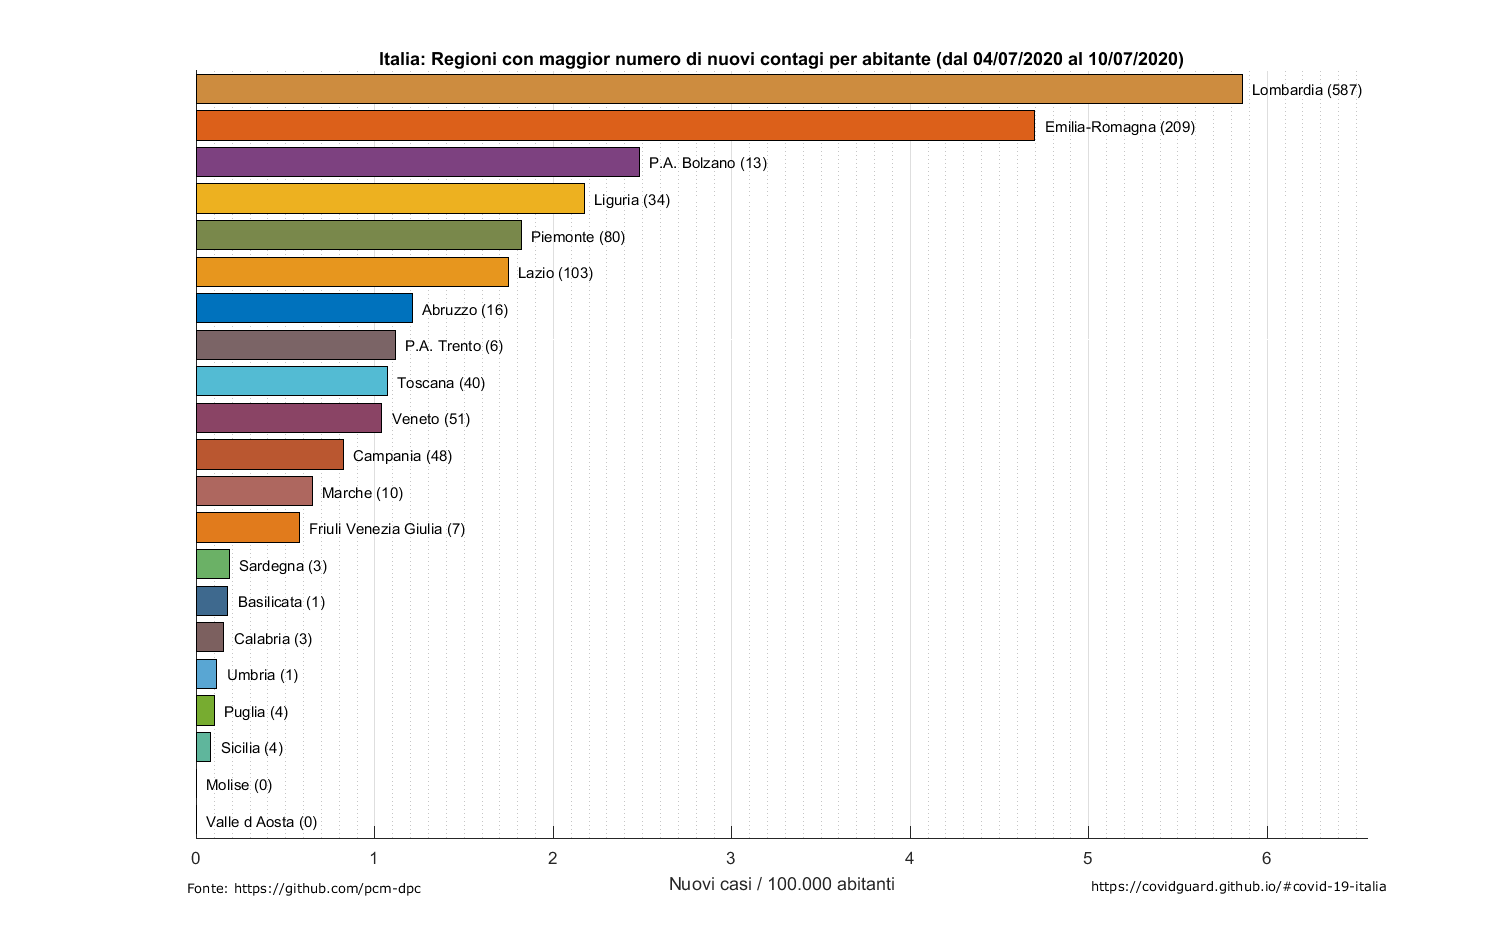 Italia: Regioni con maggior numero di nuovi contagi per abitante (dal 04/07/2020 al 10/07/2020)
Lombardia (587)
Emilia-Romagna (209)
P.A. Bolzano (13)
Liguria (34)
Piemonte (80)
Lazio (103)
Abruzzo (16)
P.A. Trento (6)
Toscana (40)
Veneto (51)
Campania (48)
Marche (10)
Friuli Venezia Giulia (7)
Sardegna (3)
Basilicata (1)
Calabria (3)
Umbria (1)
Puglia (4)
Sicilia (4)
Molise (0)
Valle d Aosta (0)
0 1 2 3 4 5 6
Nuovi casi / 100.000 abitanti
Fonte: https://github.com/pcm-dpc
https://covidguard.github.io/#covid-19-italia